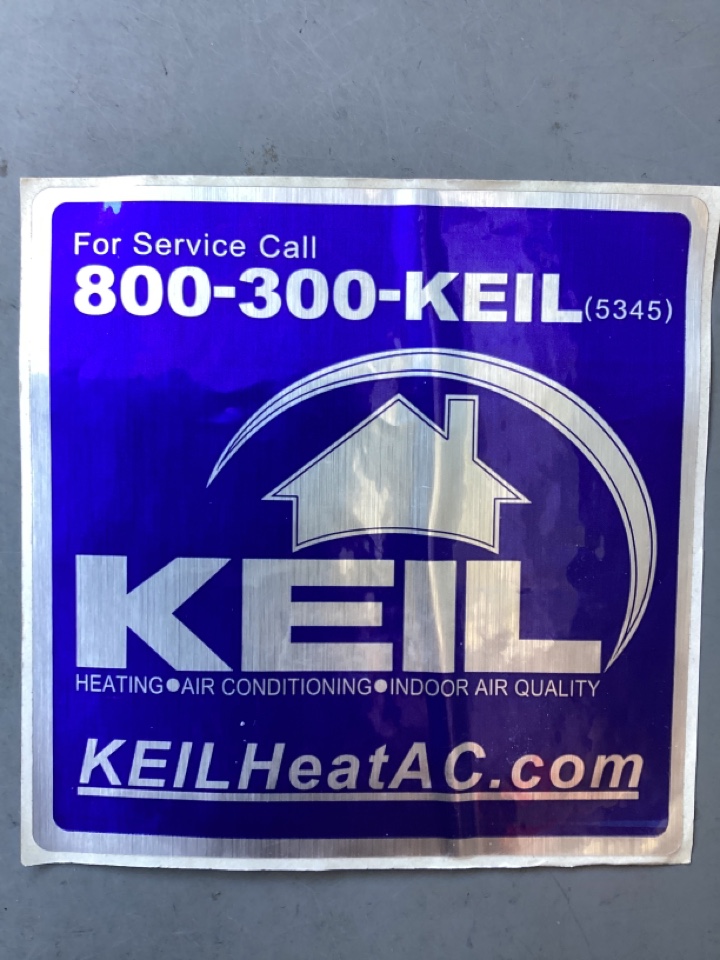 For Service Call
800-300-KEIL(5345)
KEIL
HEATING●AIR CONDITIONING●INDOOR AIR QUALITY
KEILHeatAC.com